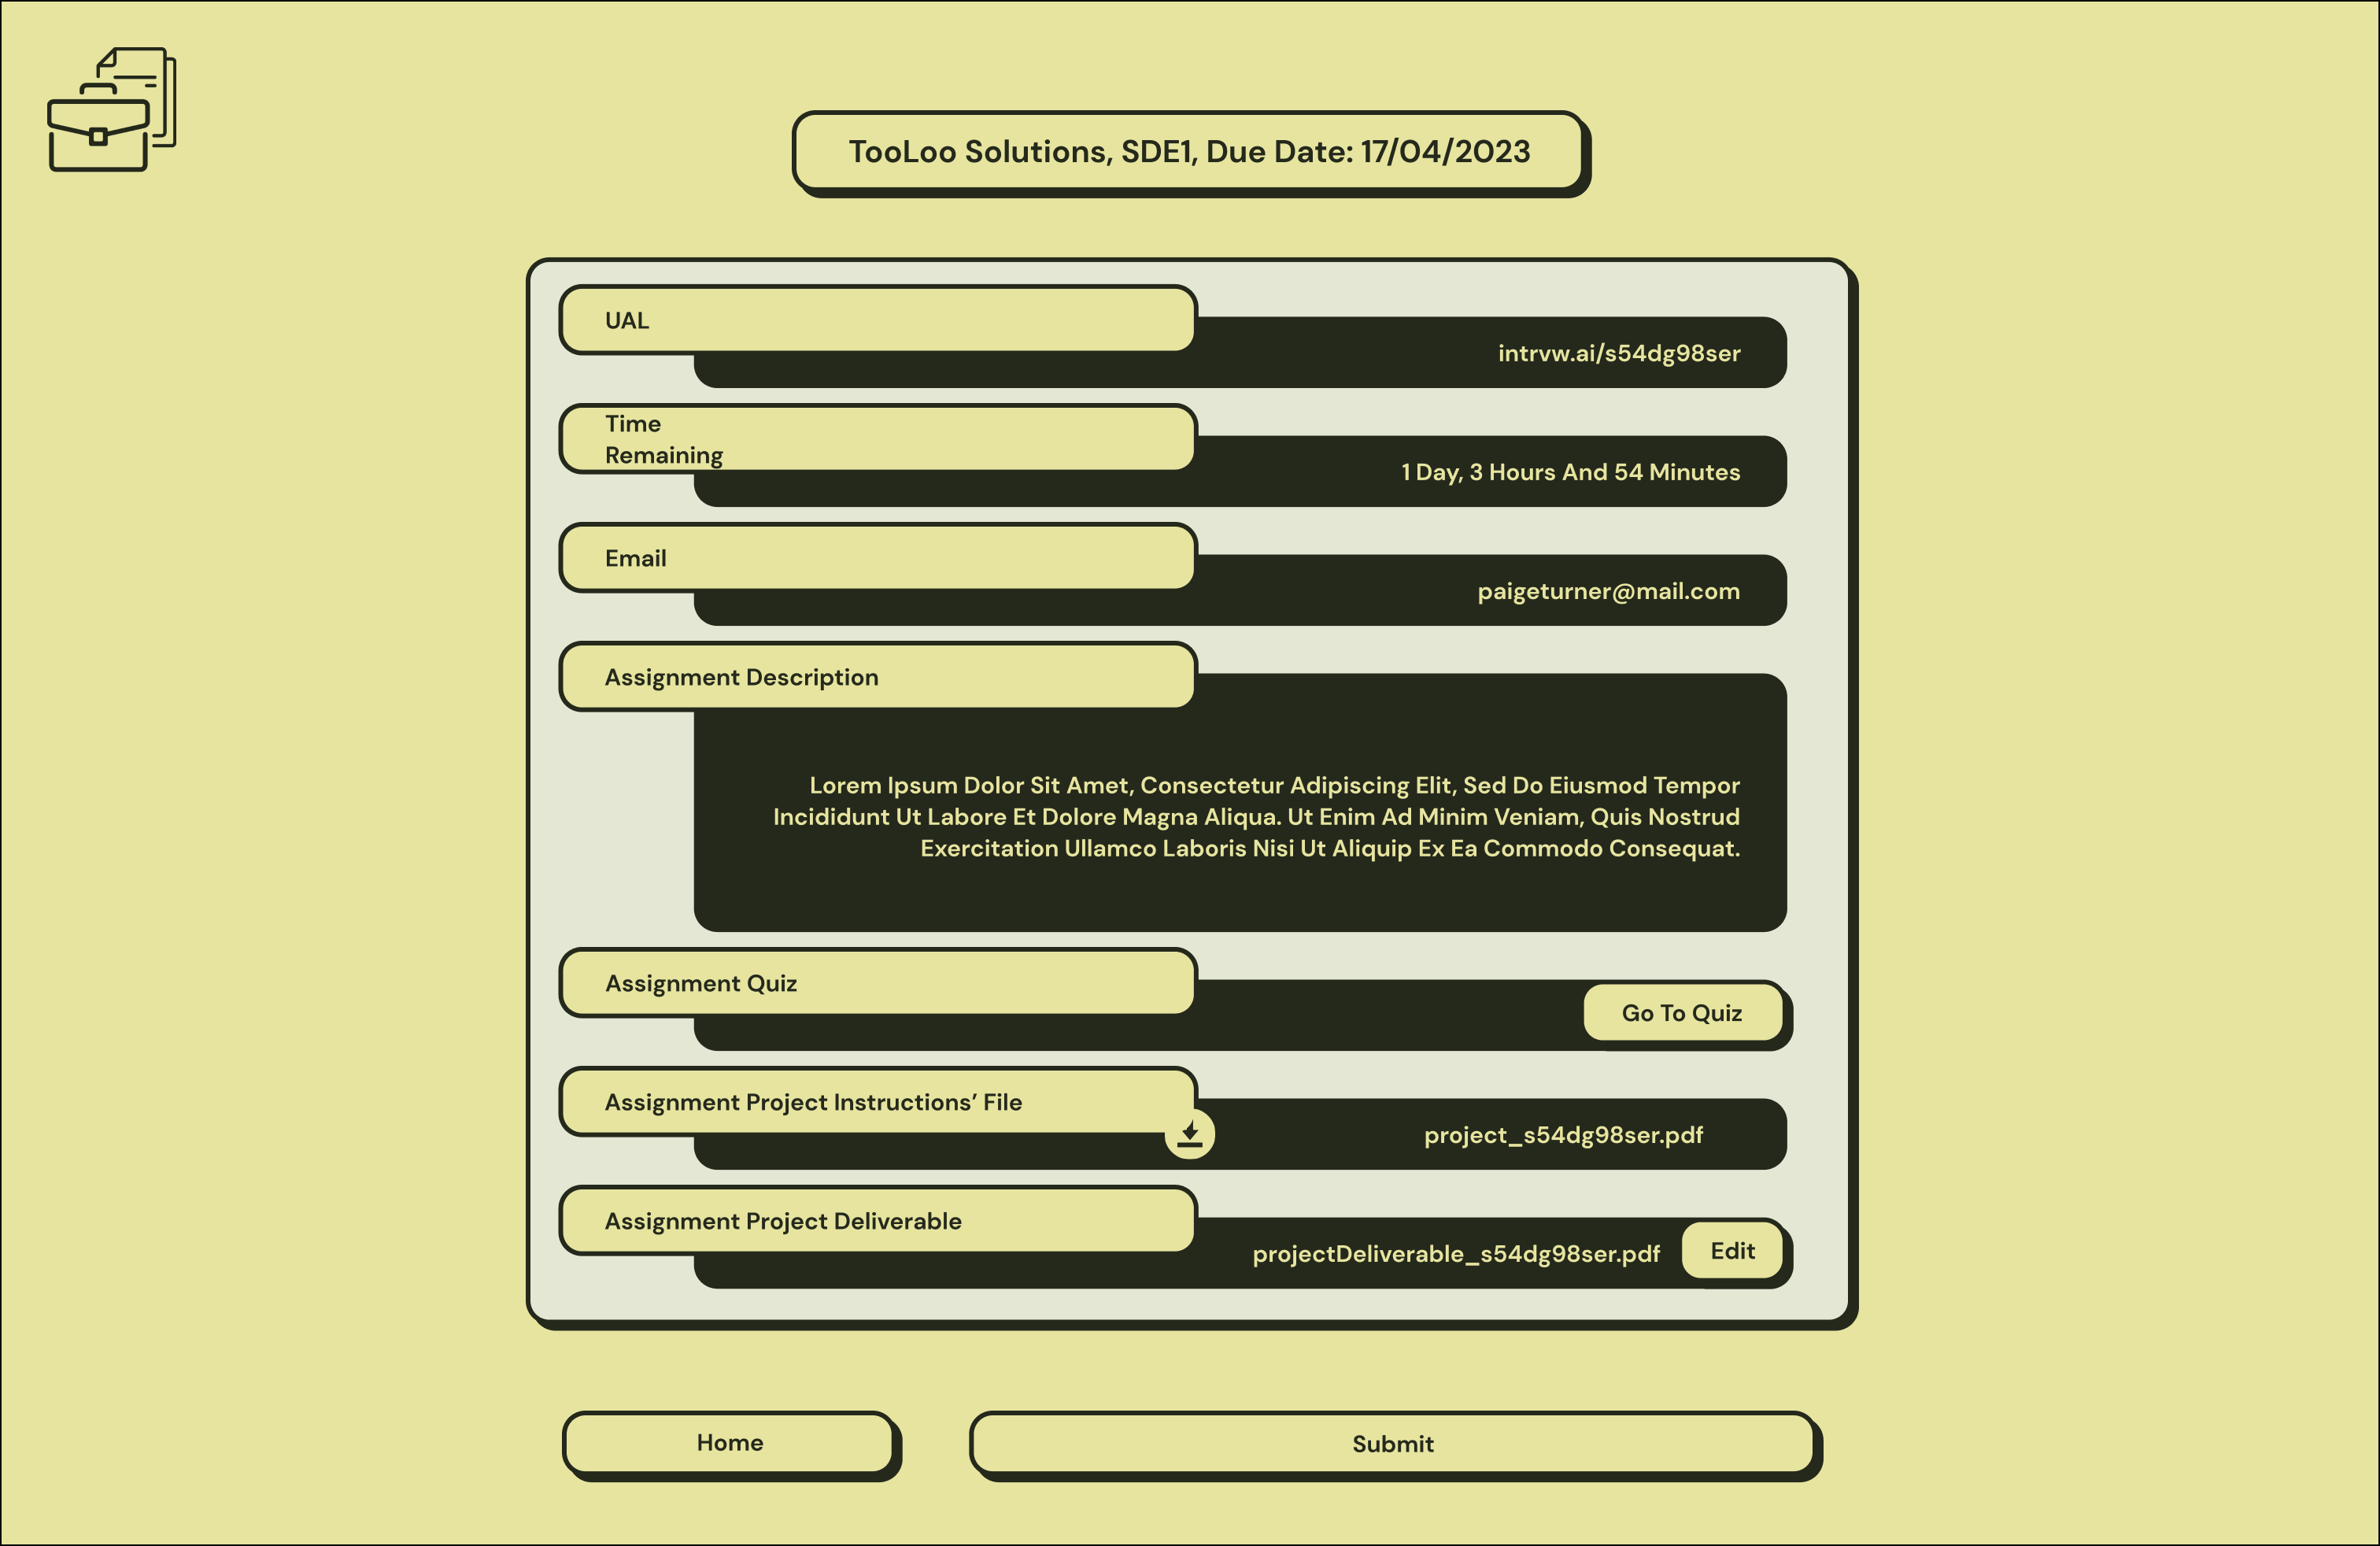 TooLoo Solutions, SDE1, Due Date: 17/04/2023
UAL
intrvw.ai/s54dg98ser
Time
Remaining
1 Day, 3 Hours And 54 Minutes
Email
paigeturner@mail.com
Assignment Description
Lorem Ipsum Dolor Sit Amet, Consectetur Adipiscing Elit, Sed Do Eiusmod Tempor
Incididunt Ut Labore Et Dolore Magna Aliqua. Ut Enim Ad Minim Veniam, Quis Nostrud
Exercitation Ullamco Laboris Nisi Ut Aliquip Ex Ea Commodo Consequat.
Assignment Quiz
Go To Quiz
Assignment Project Instructions’ File
project_s54dg98ser.pdf
Assignment Project Deliverable
projectDeliverable_s54dg98ser.pdf
Edit
Home
Submit